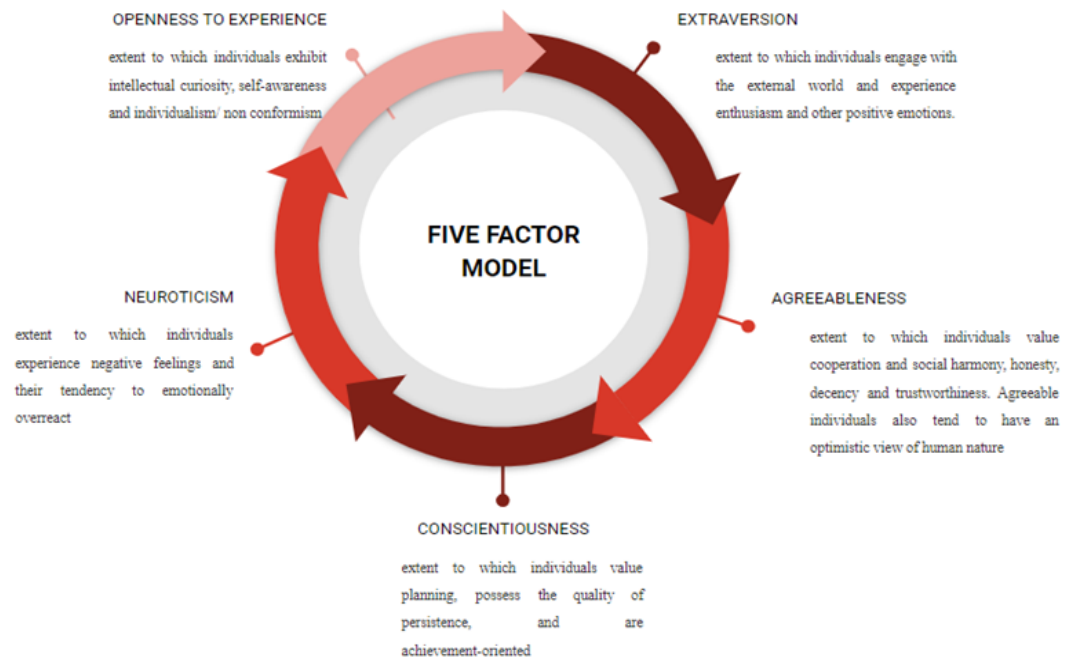 OPENNESS TO EXPERIENCE
extent to which individuals exhibit
intellectual curiosity, self-awareness
and individualism/ non conformism.
EXTRAVERSION
extent to which individuals engage with
the external world and experience
enthusiasm and other positive emotions.
FIVE FACTOR
MODEL
NEUROTICISM
extent to which individuals
experience negative feelings and
their tendency to emotionally
overreact
AGREEABLENESS
extent to which individuals value
cooperation and social harmony, honesty,
decency and trustworthiness. Agreeable
individuals also tend to have an
optimistic view of human nature
CONSCIENTIOUSNESS
extent to which individuals value
planning, possess the quality of
persistence, and are
achievement-oriented